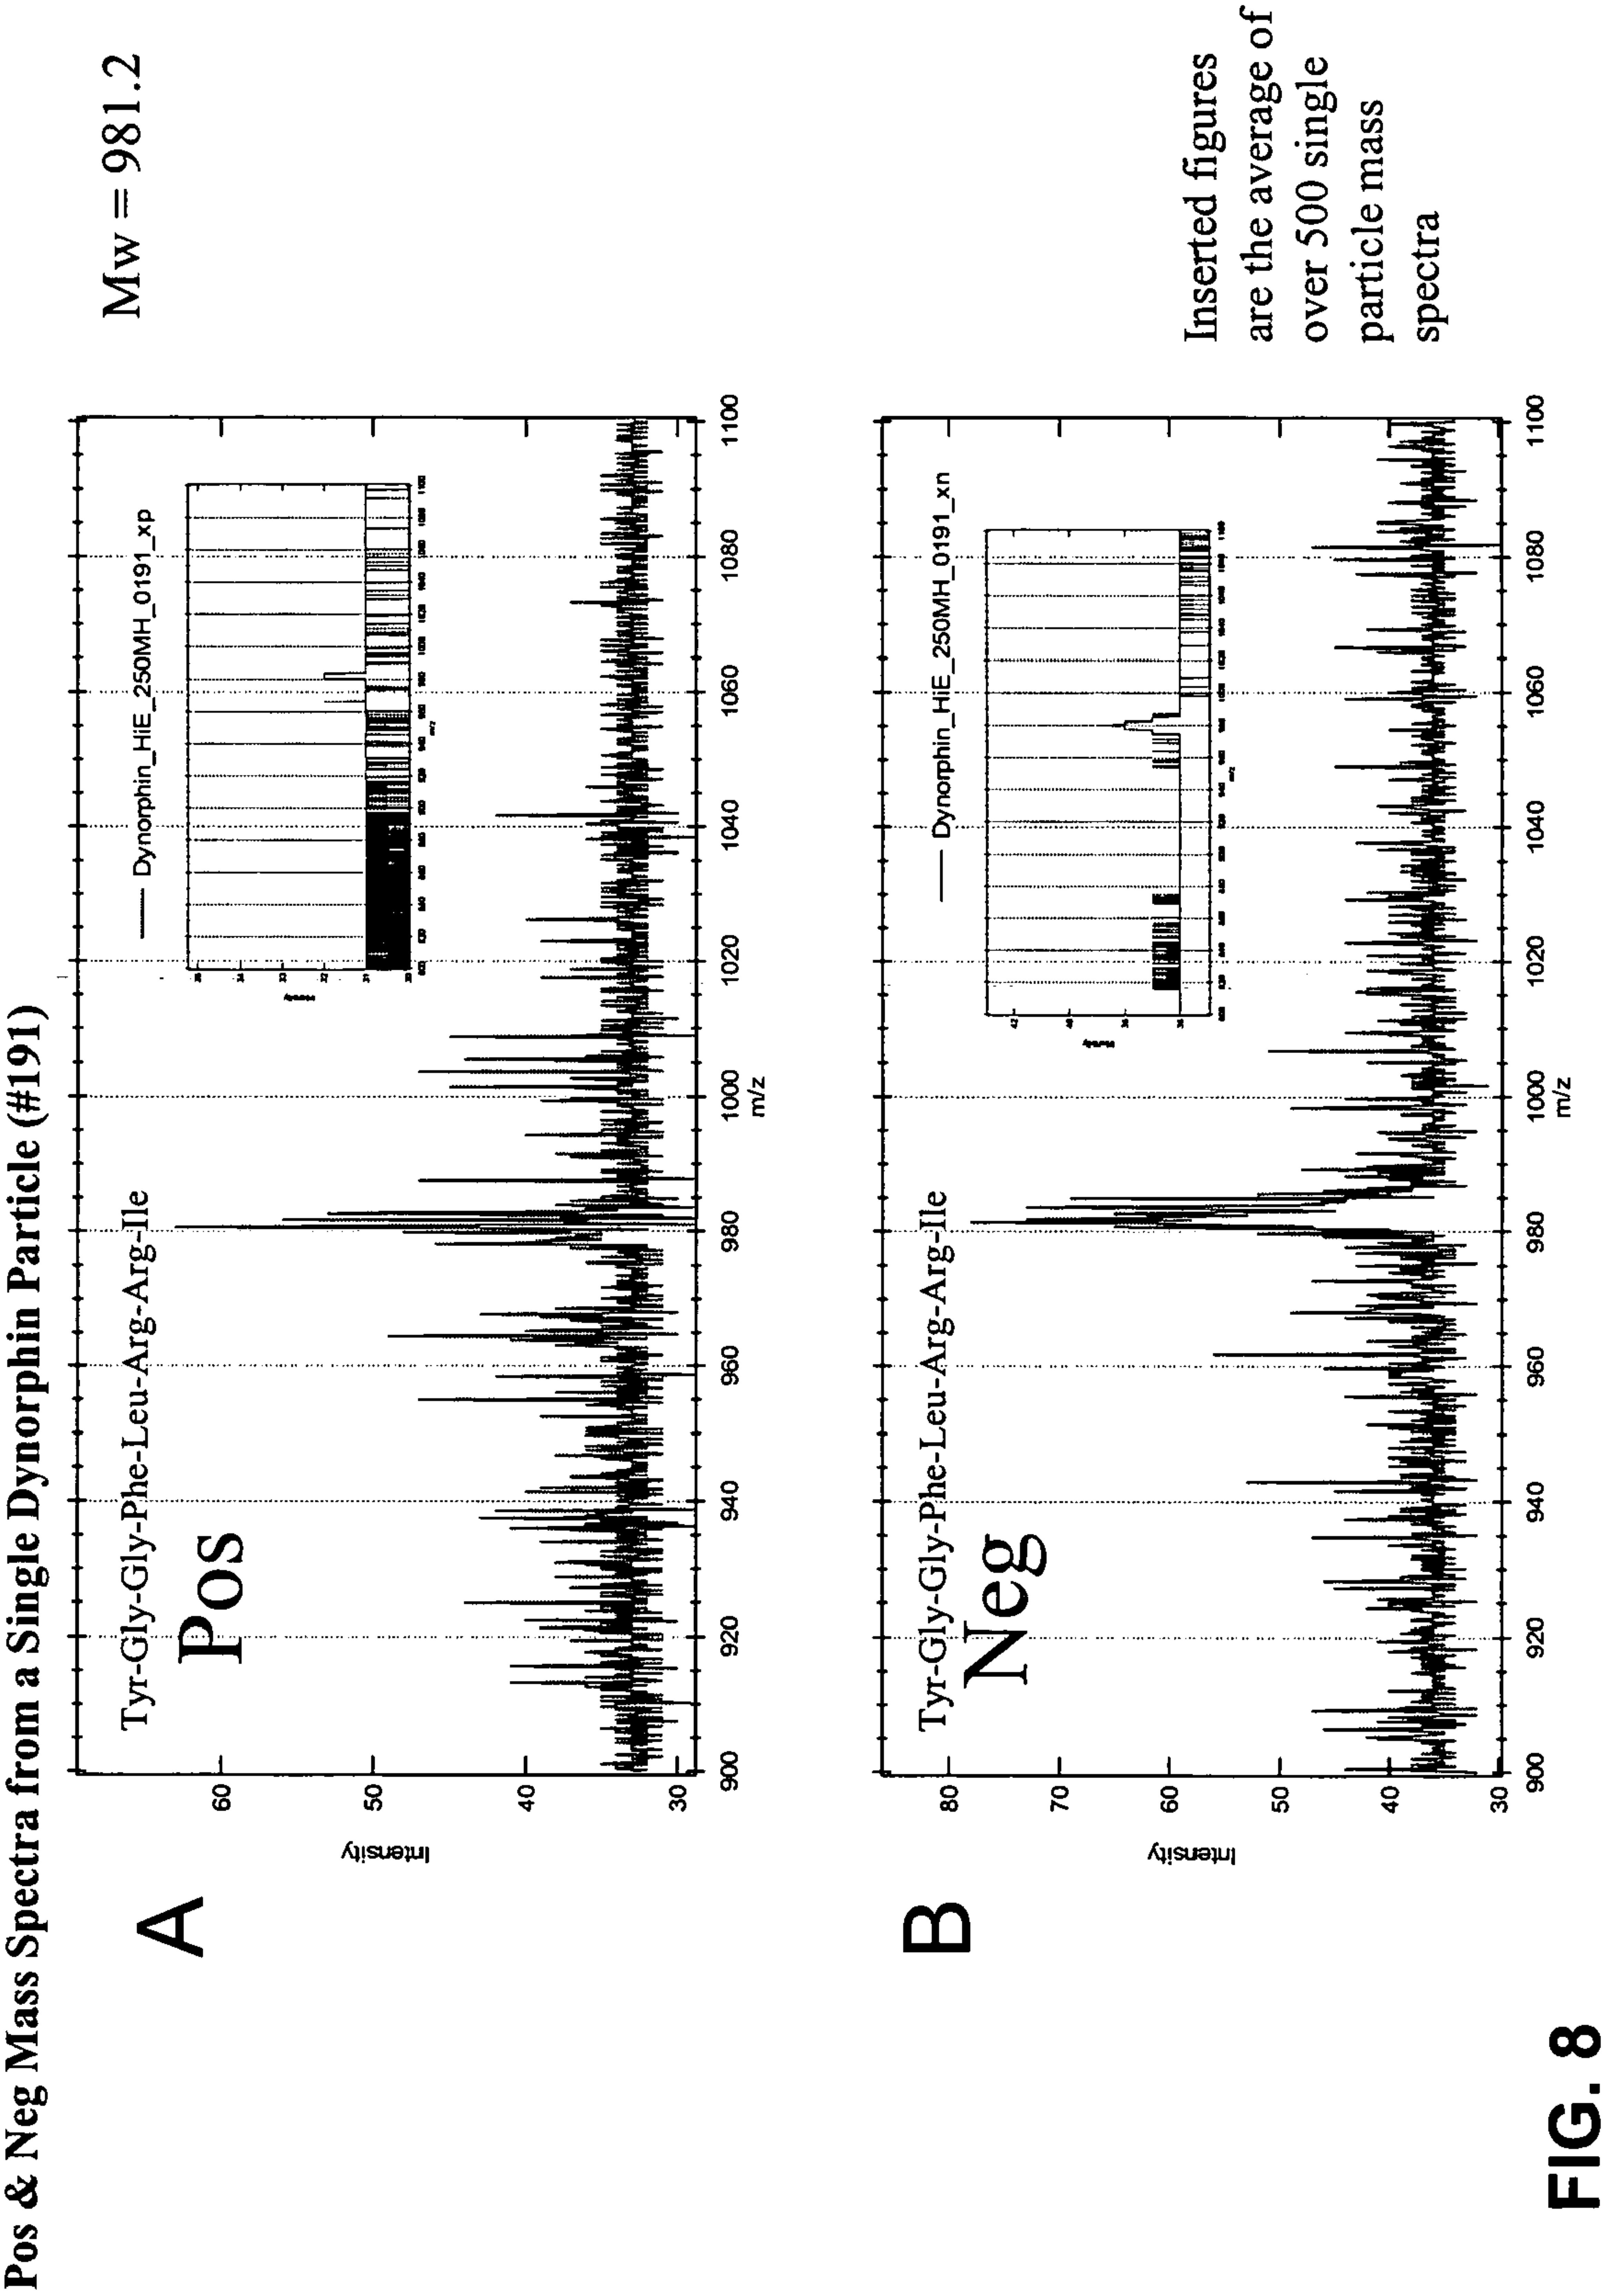 Pos & Neg Mass Spectra from a Single Dynorphin Particle (#191)
Mw = 981.2
A
Intensity
60
50
40
30
Tyr-Gly-Gly-Phe-Leu-Arg-Arg-Ile
Pos
Dynorphin_HiE_250MH_0191_xp
900
920
940
960
980
1000
1020
1040
1060
1080
1100
m/z
B
Intensity
80
70
60
50
40
30
Tyr-Gly-Gly-Phe-Leu-Arg-Arg-Ile
Neg
Dynorphin_HiE_250MH_0191_xn
900
920
940
960
980
1000
1020
1040
1060
1080
1100
m/z
Inserted figures
are the average of
over 500 single
particle mass
spectra
FIG. 8